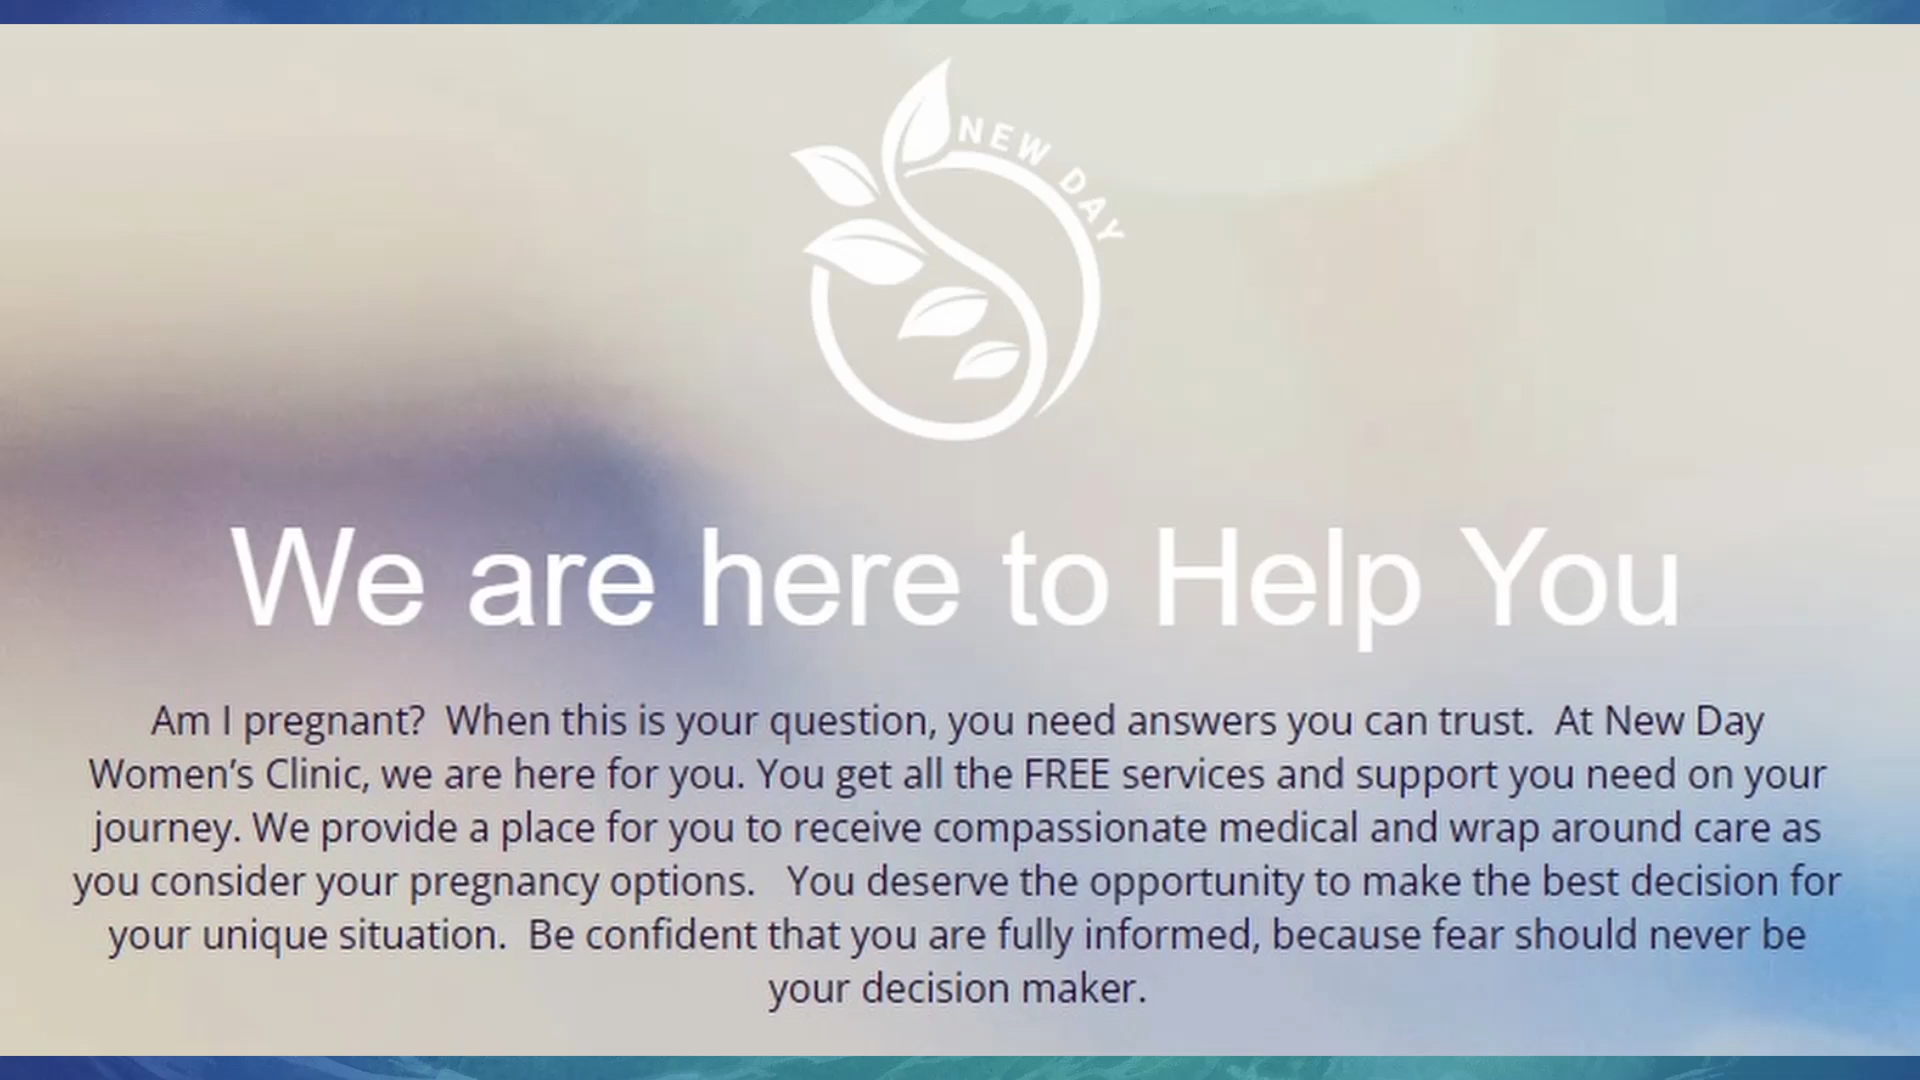 NEW DAY
We are here to Help You
Am I pregnant?  When this is your question, you need answers you can trust.  At New Day
Women’s Clinic, we are here for you. You get all the FREE services and support you need on your
journey. We provide a place for you to receive compassionate medical and wrap around care as
you consider your pregnancy options.   You deserve the opportunity to make the best decision for
your unique situation.  Be confident that you are fully informed, because fear should never be
your decision maker.